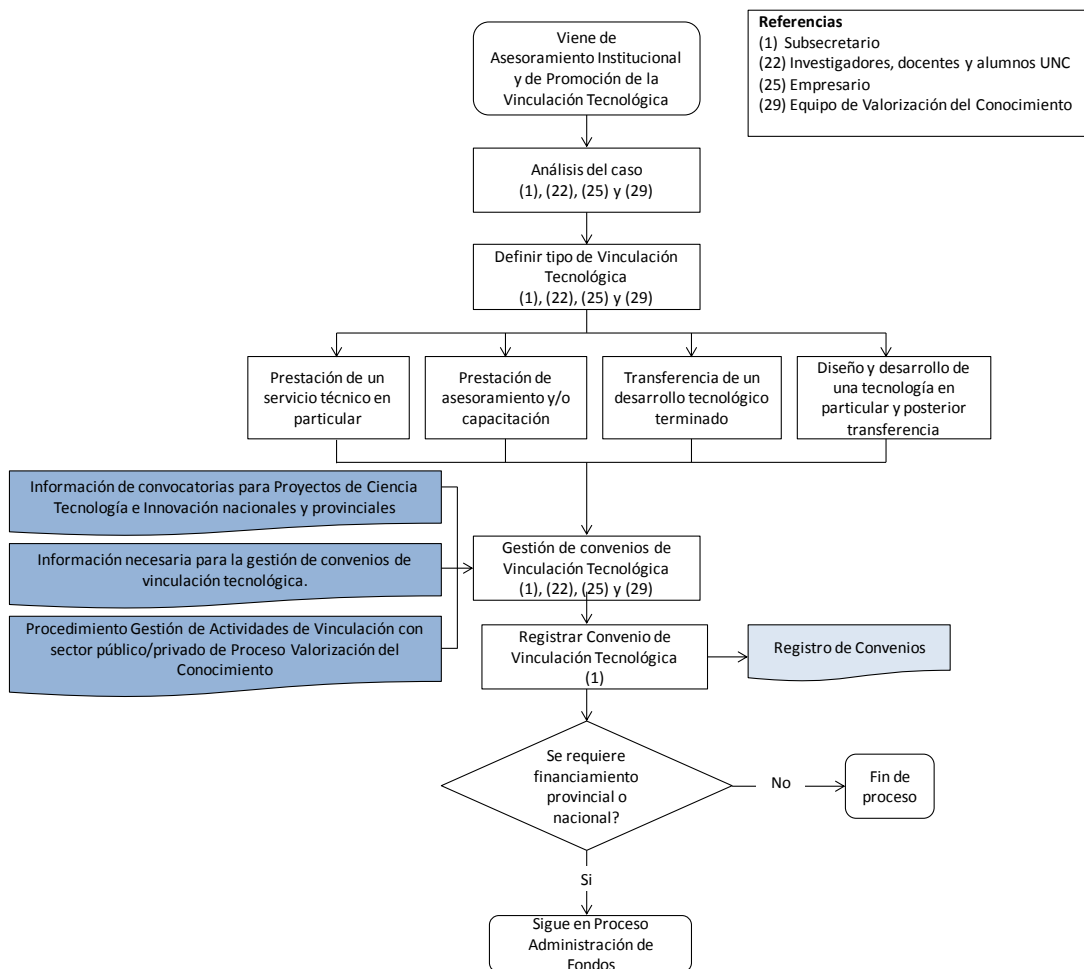 Viene de
Asesoramiento Institucional
y de Promoción de la
Vinculación Tecnológica
Referencias
(1) Subsecretario
(22) Investigadores, docentes y alumnos UNC
(25) Empresario
(29) Equipo de Valorización del Conocimiento
Análisis del caso
(1), (22), (25) y (29)
Definir tipo de Vinculación
Tecnológica
(1), (22), (25) y (29)
Prestación de un
servicio técnico en
particular
Prestación de
asesoramiento y/o
capacitación
Transferencia de un
desarrollo tecnológico
terminado
Diseño y desarrollo de
una tecnología en
particular y posterior
transferencia
Información de convocatorias para Proyectos de Ciencia
Tecnología e Innovación nacionales y provinciales
Información necesaria para la gestión de convenios de
vinculación tecnológica.
Procedimiento Gestión de Actividades de Vinculación con
sector público/privado de Proceso Valorización del
Conocimiento
Gestión de convenios de
Vinculación Tecnológica
(1), (22), (25) y (29)
Registrar Convenio de
Vinculación Tecnológica
(1)
Registro de Convenios
Se requiere
financiamiento
provincial o
nacional?
No
Fin de
proceso
Si
Sigue en Proceso
Administración de
Fondos